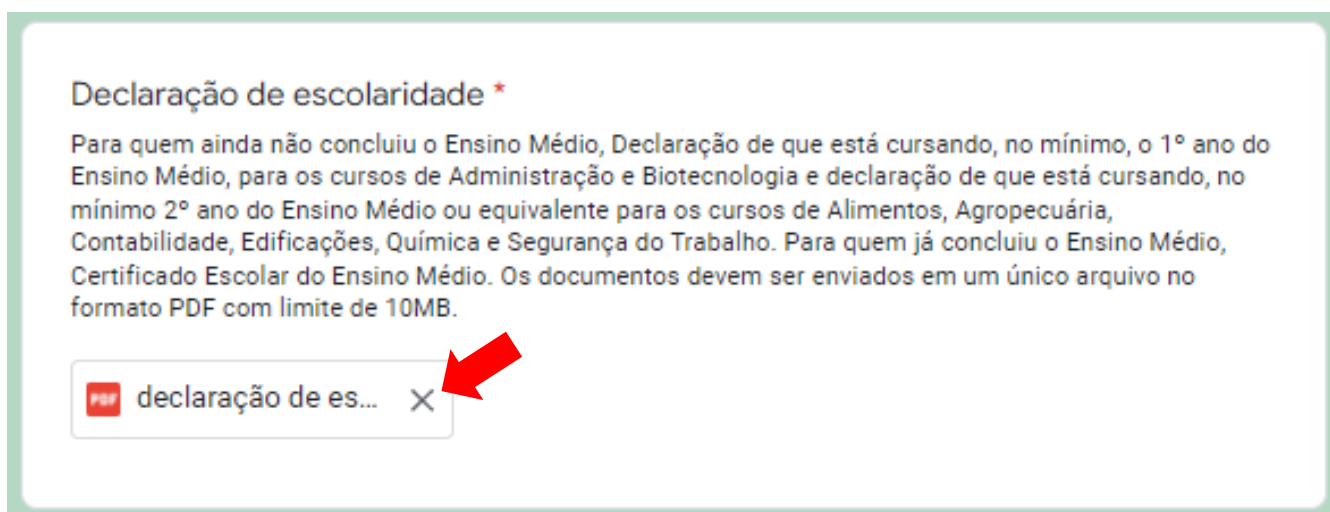 Declaração de escolaridade *
Para quem ainda não concluiu o Ensino Médio, Declaração de que está cursando, no mínimo, o 1º ano do
Ensino Médio, para os cursos de Administração e Biotecnologia e declaração de que está cursando, no
mínimo 2º ano do Ensino Médio ou equivalente para os cursos de Alimentos, Agropecuária,
Contabilidade, Edificações, Química e Segurança do Trabalho. Para quem já concluiu o Ensino Médio,
Certificado Escolar do Ensino Médio. Os documentos devem ser enviados em um único arquivo no
formato PDF com limite de 10MB.
PDF declaração de es...